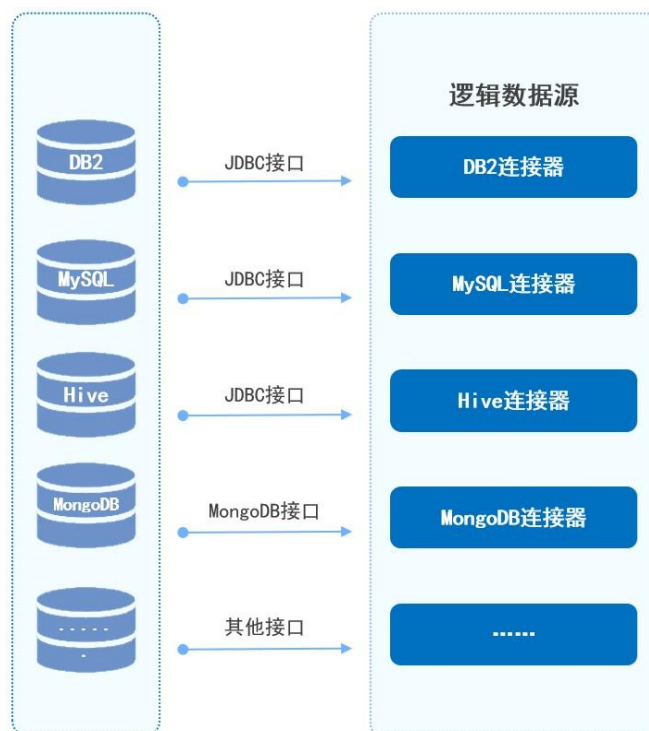 逻辑数据源
DB2
JDBC接口
DB2连接器
MySQL
JDBC接口
MySQL连接器
Hive
JDBC接口
Hive连接器
MongoDB
MongoDB接口
MongoDB连接器
.....
.
其他接口
······